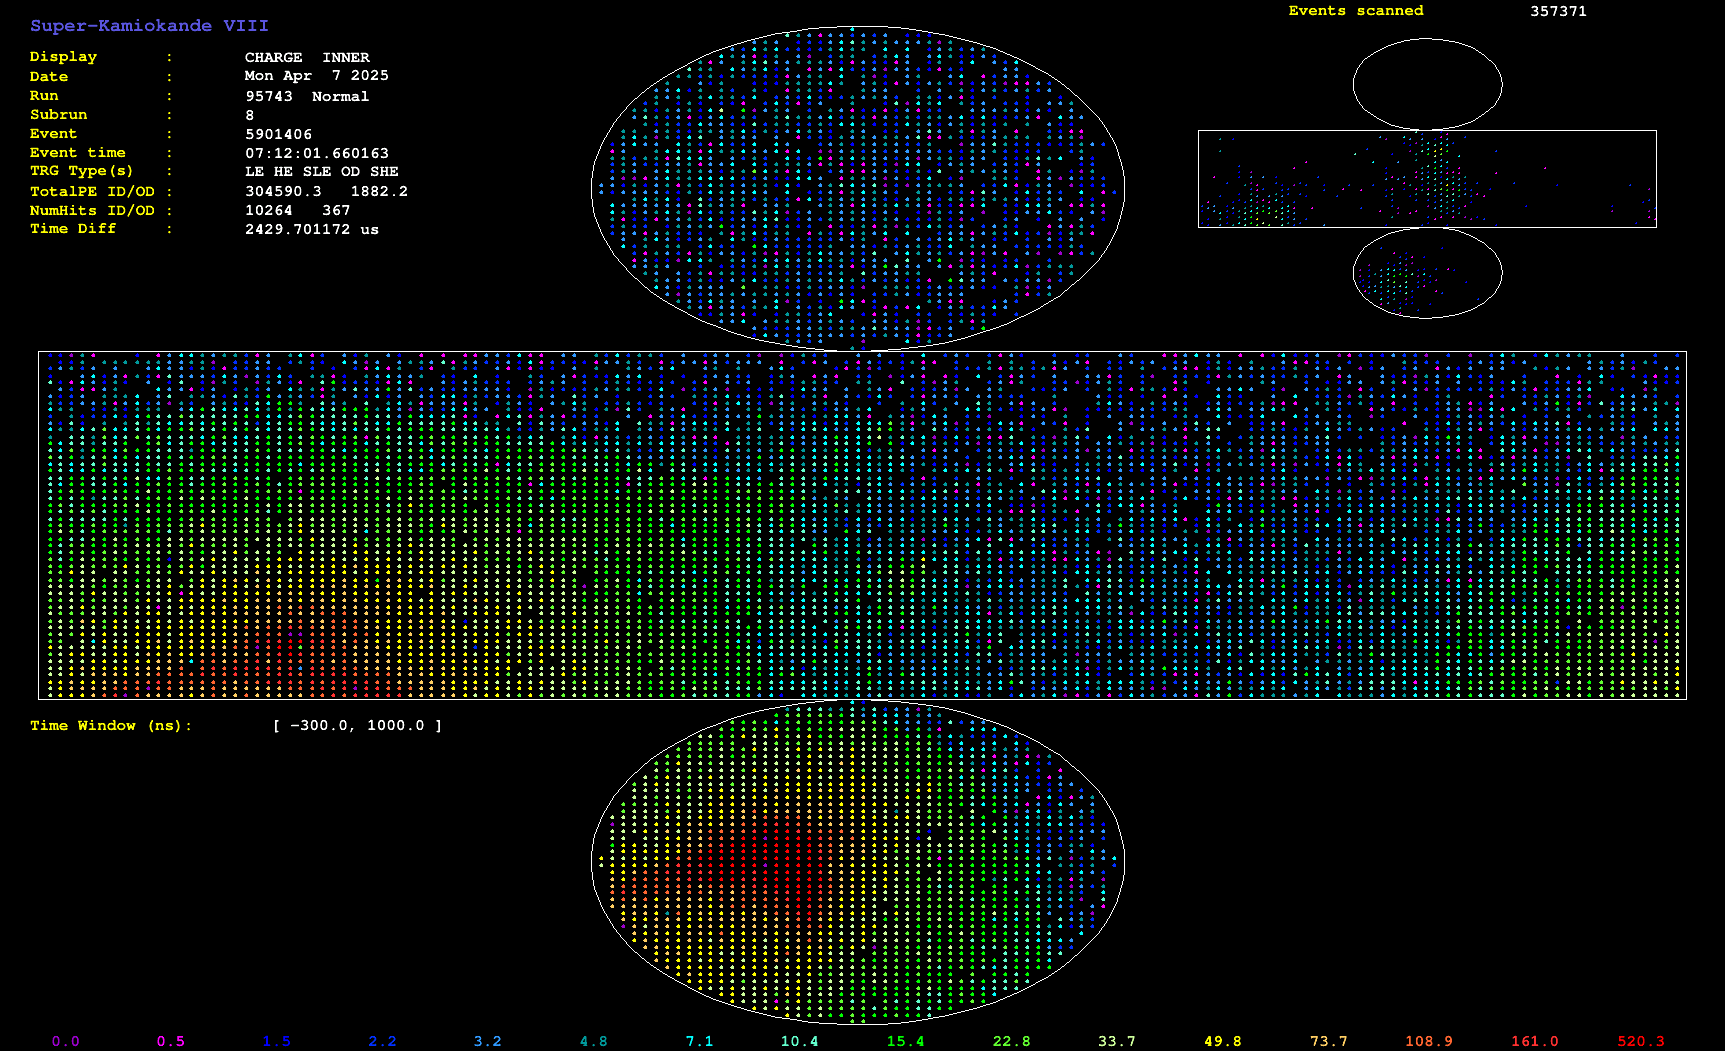 Super-Kamiokande VIII
Events scanned 357371
Display : CHARGE INNER
Date : Mon Apr 7 2025
Run : 95743 Normal
Subrun : 8
Event : 5901406
Event time : 07:12:01.660163
TRG Type(s) : LE HE SLE OD SHE
TotalPE ID/OD : 304590.3 1882.2
NumHits ID/OD : 10264 367
Time Diff : 2429.701172 us
Time Window (ns): [ -300.0, 1000.0 ]
0.0 0.5 1.5 2.2 3.2 4.8 7.1 10.4 15.4 22.8 33.7 49.8 73.7 108.9 161.0 520.3